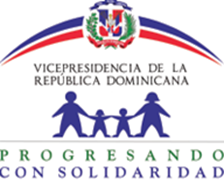 VICEPRESIDENCIA DE LA
REPÚBLICA DOMINICANA
PROGRESANDO
CON SOLIDARIDAD